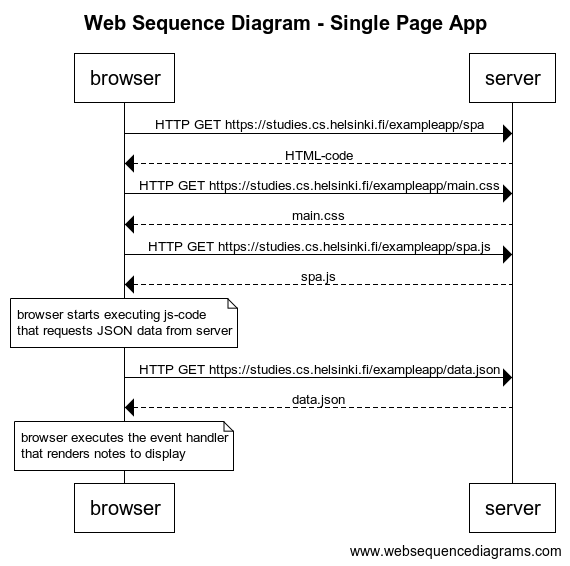 Web Sequence Diagram - Single Page App
browser
server
HTTP GET https://studies.cs.helsinki.fi/exampleapp/spa
HTML-code
HTTP GET https://studies.cs.helsinki.fi/exampleapp/main.css
main.css
HTTP GET https://studies.cs.helsinki.fi/exampleapp/spa.js
spa.js
browser starts executing js-code
that requests JSON data from server
HTTP GET https://studies.cs.helsinki.fi/exampleapp/data.json
data.json
browser executes the event handler
that renders notes to display
browser
server
www.websequencediagrams.com